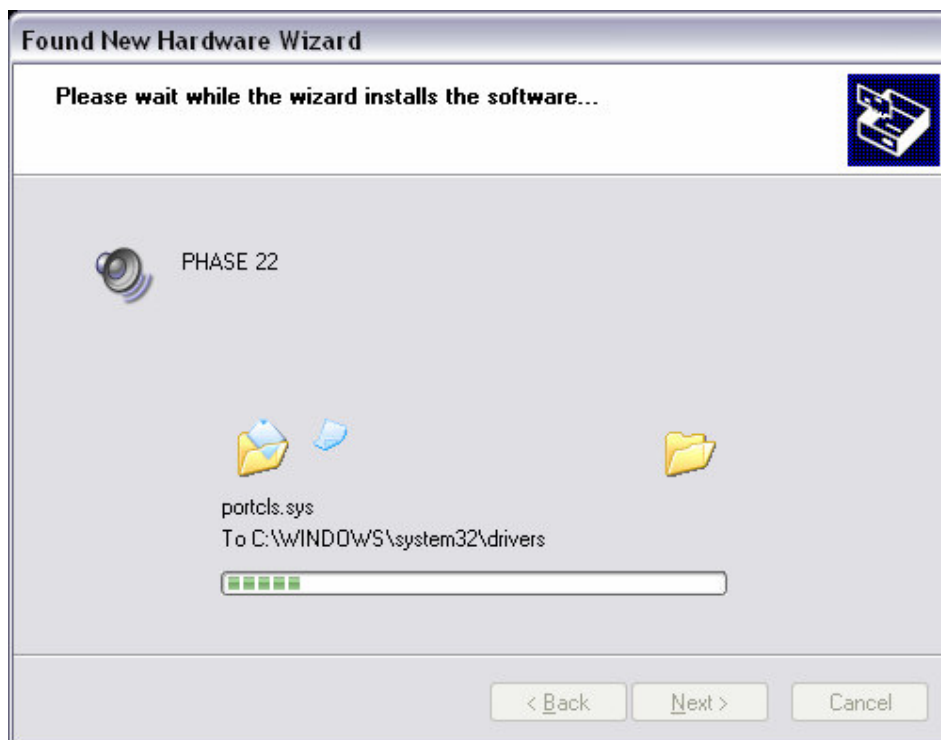 Found New Hardware Wizard
Please wait while the wizard installs the software...
PHASE 22
portcls.sys
To C:\WINDOWS\system32\drivers
< Back
Next >
Cancel